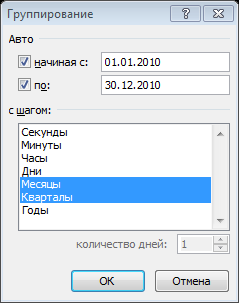 Группирование
Авто
начиная с: 01.01.2010
по: 30.12.2010
с шагом:
Секунды
Минуты
Часы
Дни
Месяцы
Кварталы
Годы
количество дней: 1
ОК Отмена